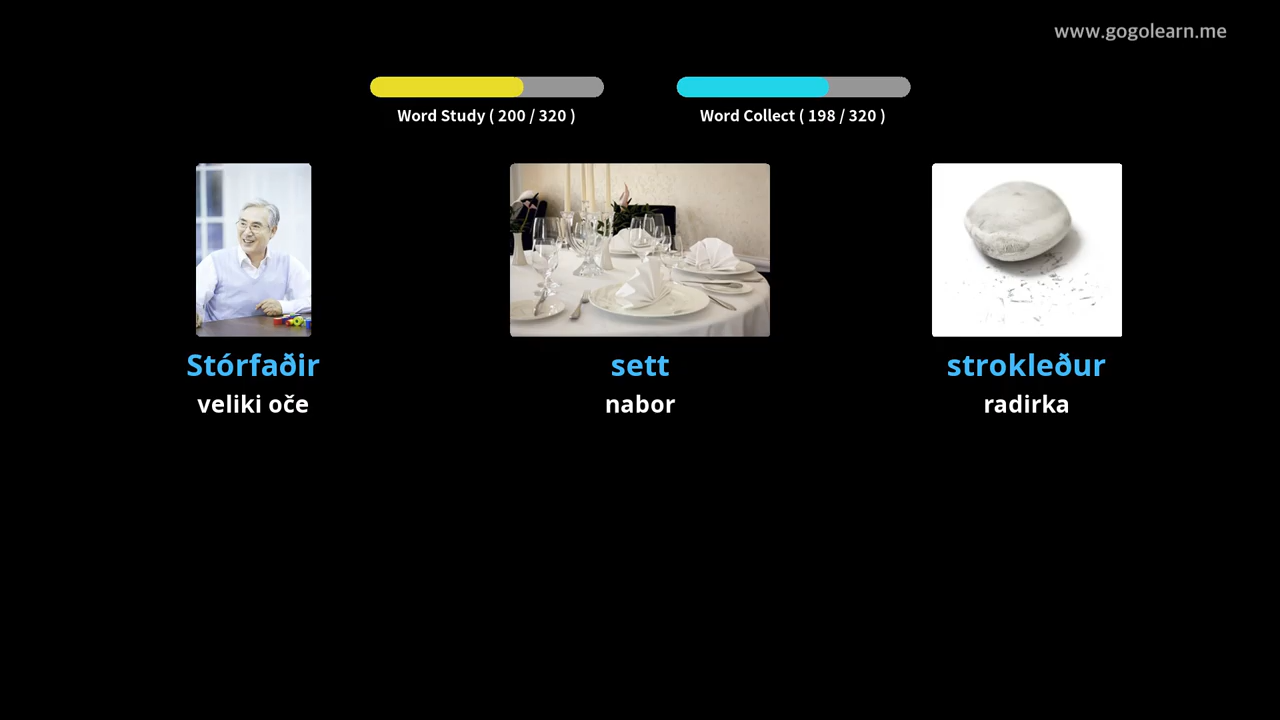 www.gogolearn.me
Word Study ( 200 / 320 )
Word Collect ( 198 / 320 )
Stórfaðir
sett
strokleður
veliki oče
nabor
radirka